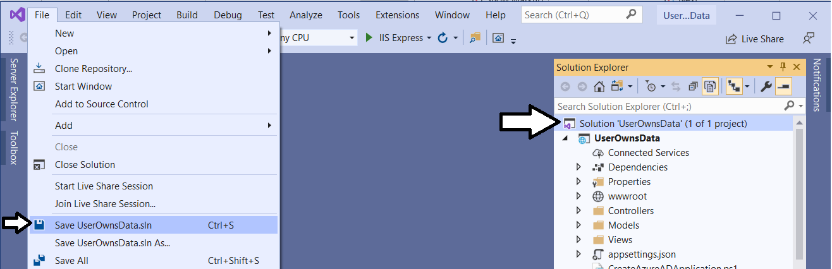 File Edit View Project Build Debug Test Analyze Tools Extensions Window Help Search (Ctrl+Q) User...Data
ny CPU IIS Express Live Share
Server Explorer
Toolbox
New
Open
Clone Repository...
Start Window
Add to Source Control
Add
Close
Close Solution
Start Live Share Session
Join Live Share Session...
Save UserOwnsData.sln Ctrl+S
Save UserOwnsData.sln As...
Save All Ctrl+Shift+S
Solution Explorer
Search Solution Explorer (Ctrl+;)
Solution 'UserOwnsData' (1 of 1 project)
UserOwnsData
Connected Services
Dependencies
Properties
wwwroot
Controllers
Models
Views
appsettings.json
CreateAzureADApplication.ps1
Notifications